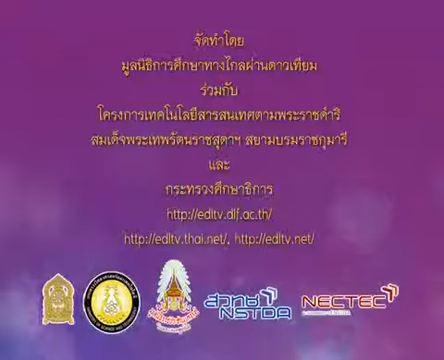 จัดทำโดย
มูลนิธิการศึกษาทางไกลผ่านดาวเทียม
ร่วมกับ
โครงการเทคโนโลยีสารสนเทศตามพระราชดำริ
สมเด็จพระเทพรัตนราชสุดาฯ สยามบรมราชกุมารี
และ
กระทรวงศึกษาธิการ
http://edltv.dlf.ac.th/
http://edltv.thai.net/, http://edltv.net/
สวทช NECTEC
NSTDA